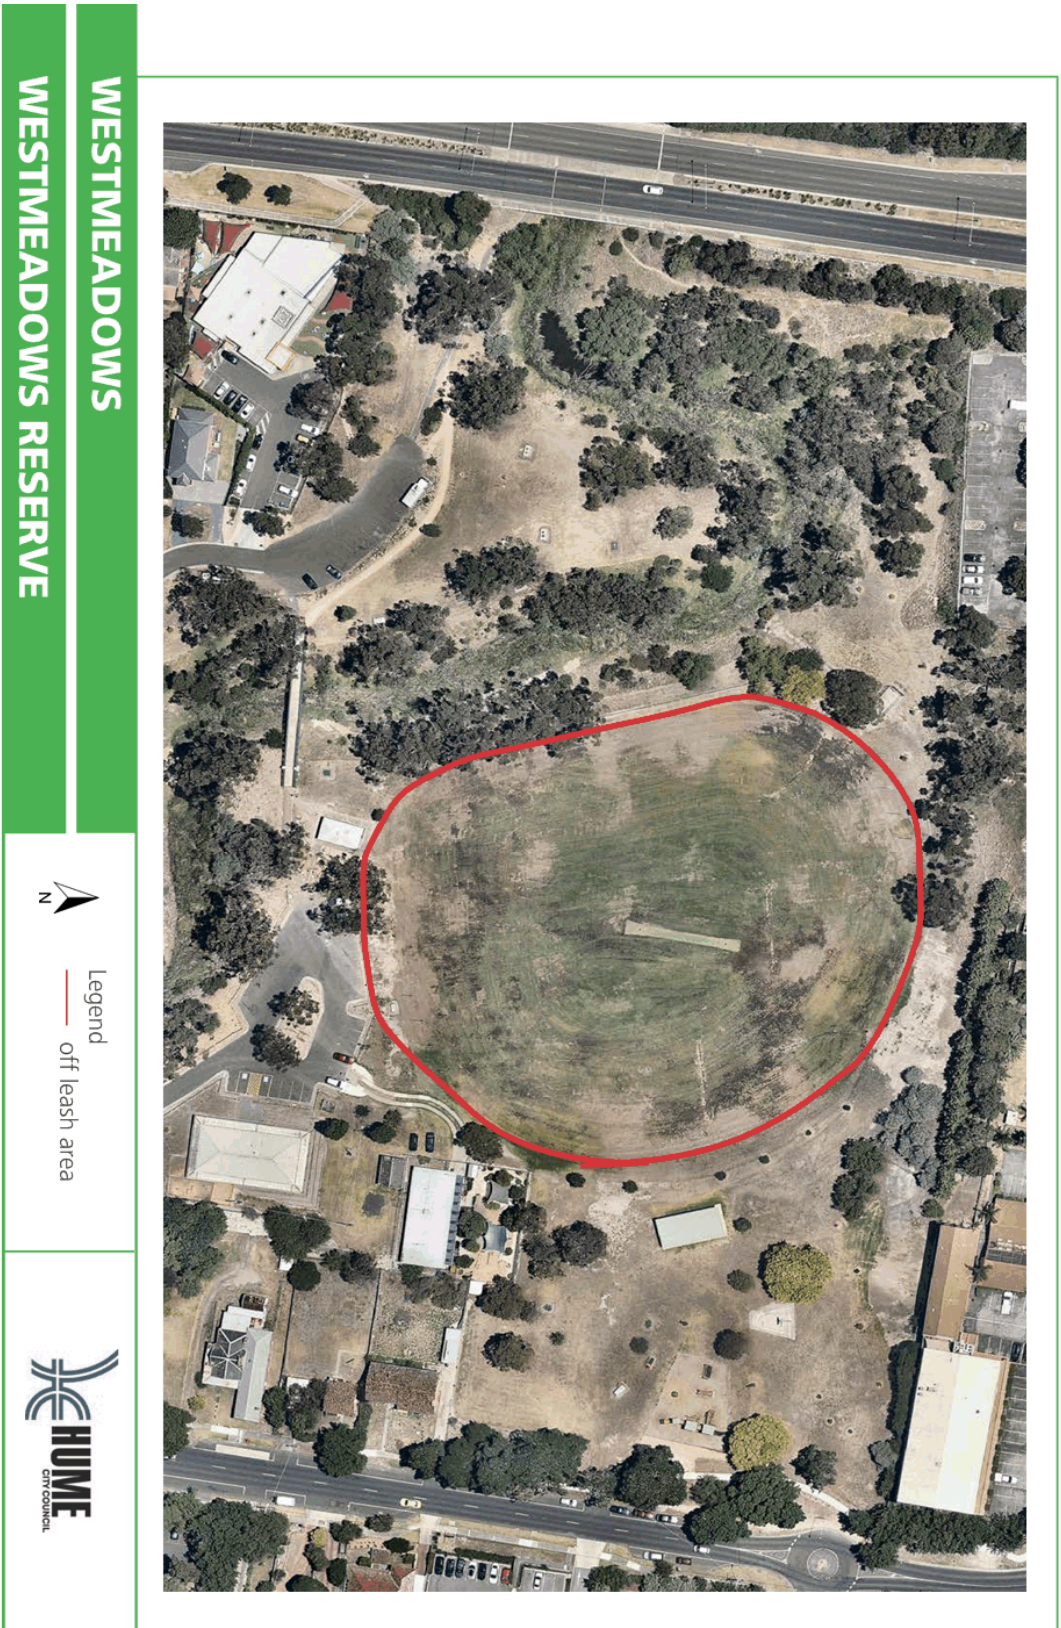 WESTMEADOWS
WESTMEADOWS RESERVE
N
Legend
off leash area
HUME
CITY COUNCIL